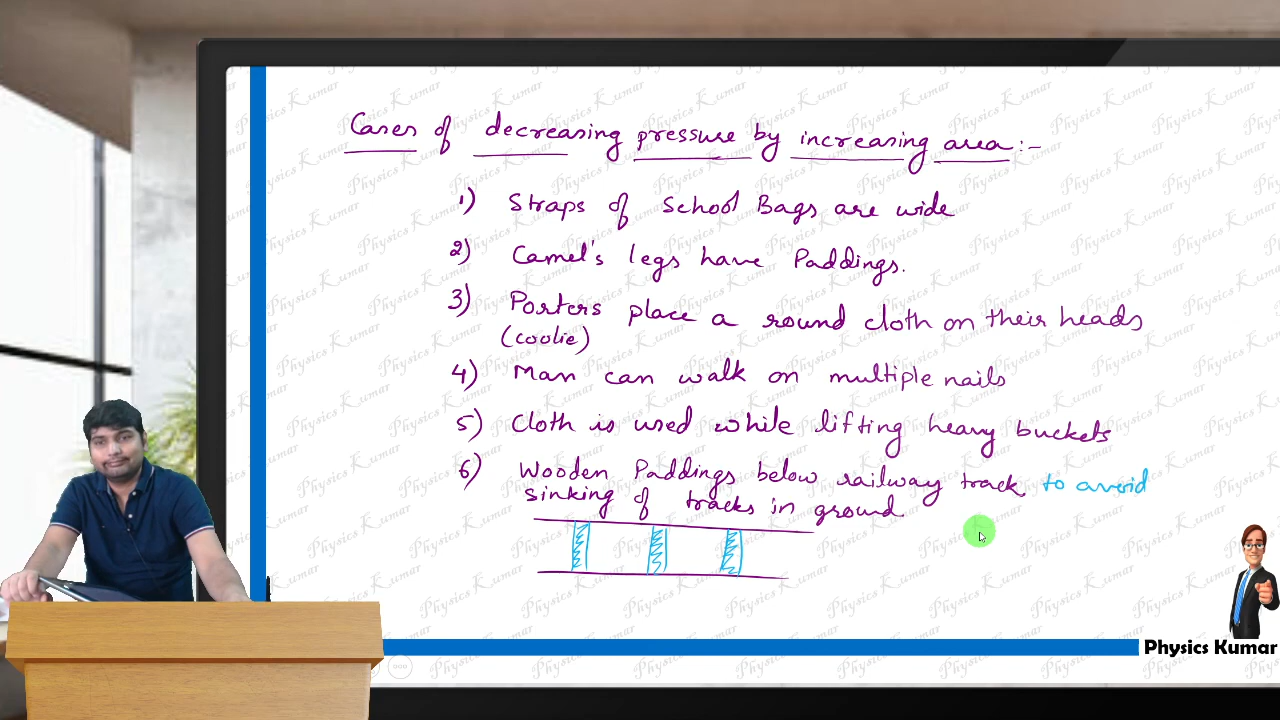 Cases of decreasing pressure by increasing area :-
1) Straps of School Bags are wide
2) Camel's legs have Paddings.
3) Porters place a round cloth on their heads
(coolie)
4) Man can walk on multiple nails
5) Cloth is used while lifting heavy buckets
6) Wooden Paddings below railway track to avoid
sinking of tracks in ground
Physics Kumar